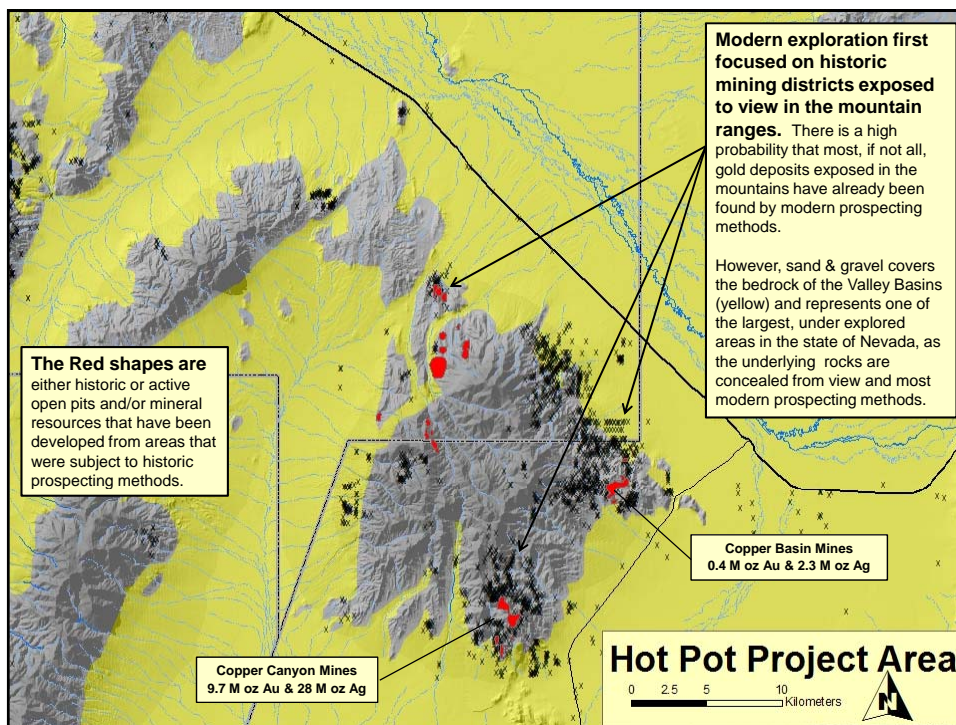 Modern exploration first
focused on historic
mining districts exposed
to view in the mountain
ranges. There is a high
probability that most, if not all,
gold deposits exposed in the
mountains have already been
found by modern prospecting
methods.
However, sand & gravel covers
the bedrock of the Valley Basins
(yellow) and represents one of
the largest, under explored
areas in the state of Nevada, as
the underlying rocks are
concealed from view and most
modern prospecting methods.
The Red shapes are
either historic or active
open pits and/or mineral
resources that have been
developed from areas that
were subject to historic
prospecting methods.
Copper Basin Mines
0.4 M oz Au & 2.3 M oz Ag
Copper Canyon Mines
9.7 M oz Au & 28 M oz Ag
Hot Pot Project Area
0 2.5 5 10
Kilometers
N